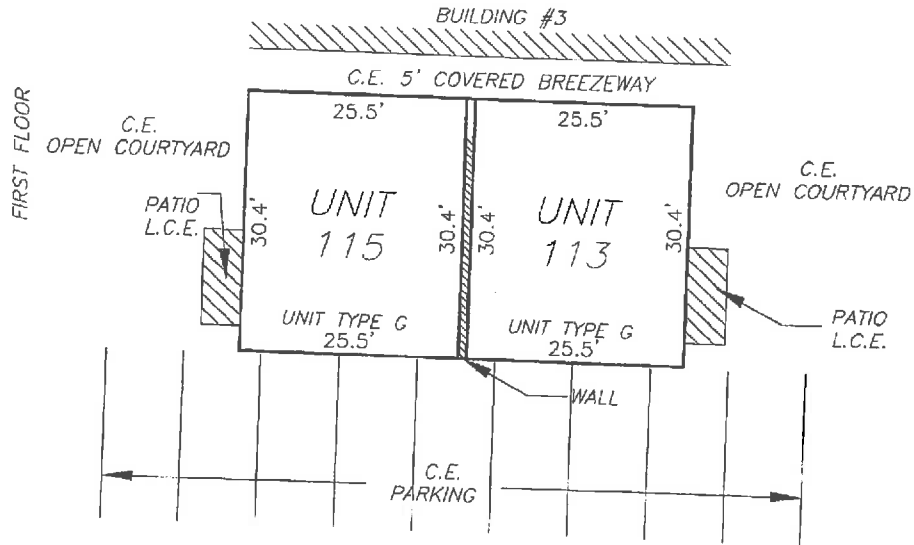 BUILDING #3
C.E. 5' COVERED BREEZEWAY
FIRST FLOOR
C.E.
OPEN COURTYARD
25.5'
25.5'
C.E.
OPEN COURTYARD
PATIO
L.C.E.
30.4'
UNIT
115
30.4'
30.4'
UNIT
113
30.4'
UNIT TYPE G
25.5'
UNIT TYPE G
25.5'
PATIO
L.C.E.
WALL
C.E.
PARKING